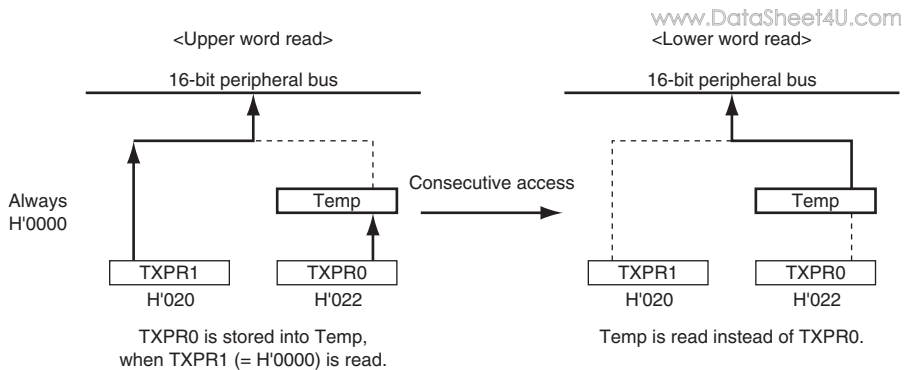 www.DataSheet4U.com
<Upper word read>
16-bit peripheral bus
Always
H'0000
Temp
TXPR1
H'020
TXPR0
H'022
TXPR0 is stored into Temp,
when TXPR1 (= H'0000) is read.
Consecutive access
<Lower word read>
16-bit peripheral bus
Temp
TXPR1
H'020
TXPR0
H'022
Temp is read instead of TXPR0.